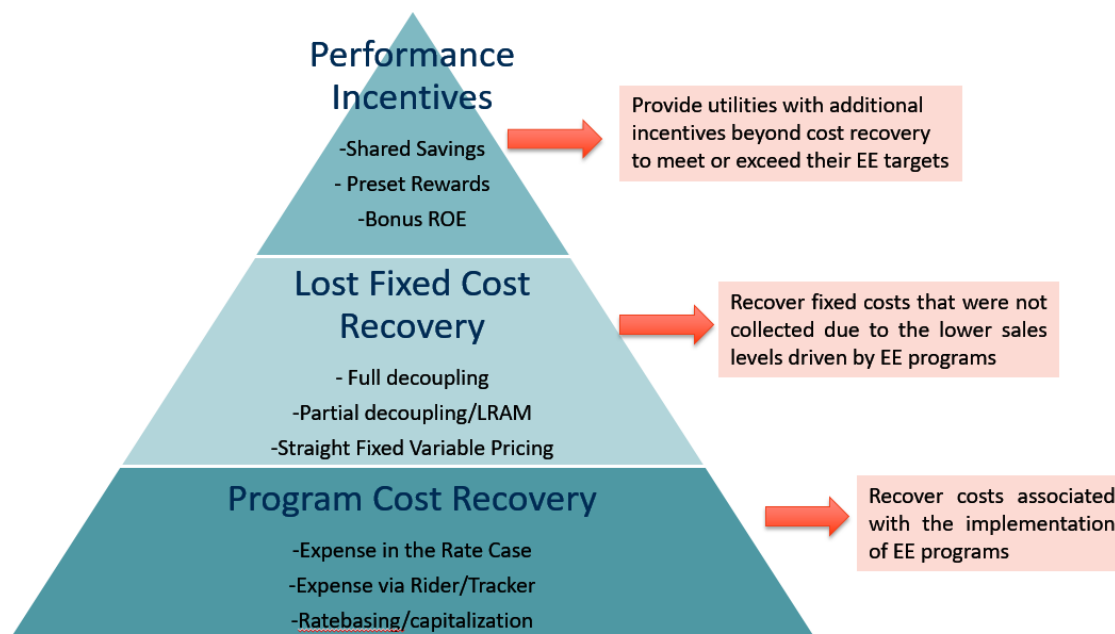 Performance
Incentives
-Shared Savings
- Preset Rewards
-Bonus ROE
Provide utilities with additional
incentives beyond cost recovery
to meet or exceed their EE targets
Lost Fixed Cost
Recovery
- Full decoupling
-Partial decoupling/LRAM
-Straight Fixed Variable Pricing
Recover fixed costs that were not
collected due to the lower sales
levels driven by EE programs
Program Cost Recovery
-Expense in the Rate Case
-Expense via Rider/Tracker
-Ratebasing/capitalization
Recover costs associated
with the implementation
of EE programs